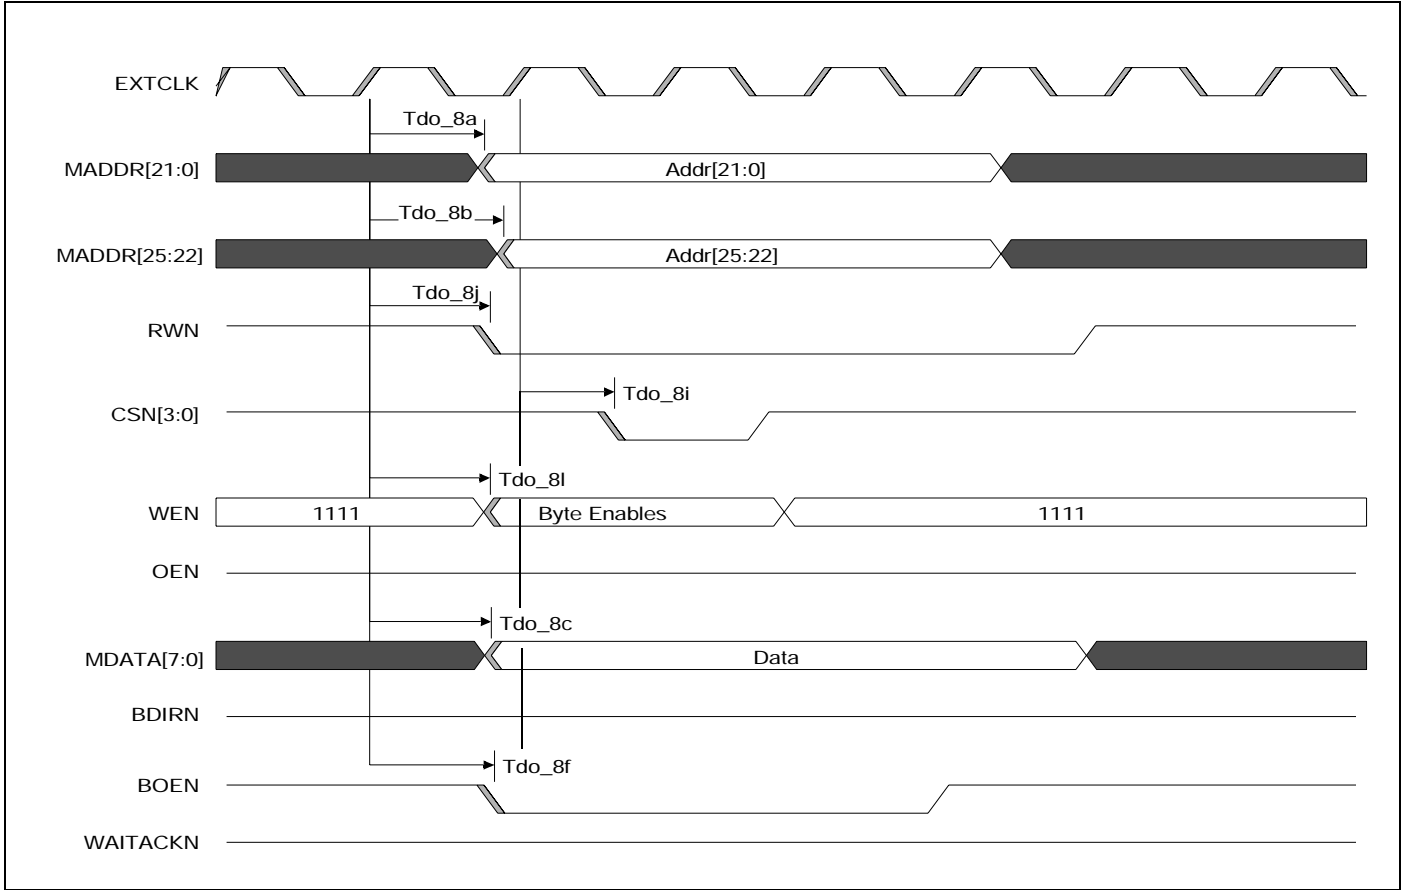 EXTCLK
Tdo_8a
MADDR[21:0] Addr[21:0]
Tdo_8b
MADDR[25:22] Addr[25:22]
Tdo_8j
RWN
Tdo_8i
CSN[3:0]
Tdo_8l
WEN 1111 Byte Enables 1111
OEN
Tdo_8c
MDATA[7:0] Data
BDIRN
Tdo_8f
BOEN
WAITACKN